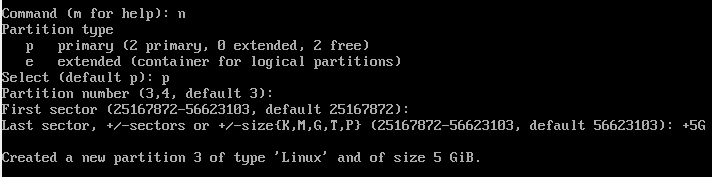 Command (m for help): n
Partition type
p primary (2 primary, 0 extended, 2 free)
e extended (container for logical partitions)
Select (default p): p
Partition number (3,4, default 3):
First sector (25167872-56623103, default 25167872):
Last sector, +/-sectors or +/-size{K,M,G,T,P} (25167872-56623103, default 56623103): +5G
Created a new partition 3 of type 'Linux' and of size 5 GiB.